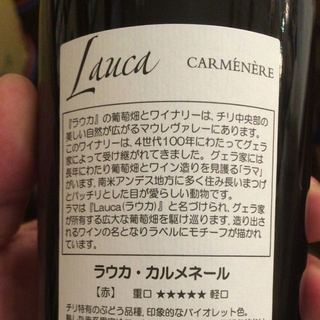 Lauca CARMÉNÈRE
『ラウカ』の葡萄畑とワイナリーは、チリ中央部の
美しい自然が広がるマウレヴァレーにあります。
このワイナリーは、4世代100年にわたってグェラ
家によって受け継がれてきました。グェラ家には
長年にわたり葡萄畑とワイン造りを見護る「ラマ」
がいます。南米アンデス地方に多く住み長いまつげ
とパッチリとした目が愛らしい動物です。
ラマは『Lauca(ラウカ)』と名づけられ、グェラ家
が所有する広大な葡萄畑を駆け巡ります。造り出さ
れるワインの名となりラベルにモチーフが描かれ
ています。
ラウカ・カルメネール
【赤】 重口 ★★★★★ 軽口
チリ特有のぶどう品種。印象的なバイオレット色。